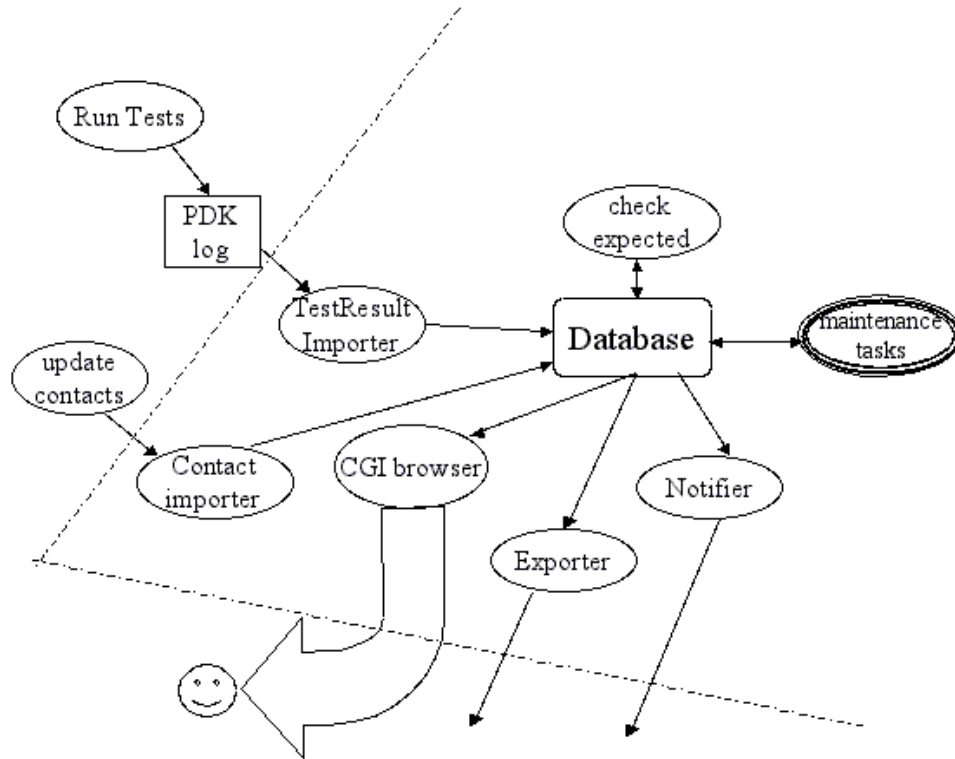 Run Tests
PDK
log
check
expected
TestResult
Importer
Database
maintenance
tasks
update
contacts
Contact
importer
CGI browser
Notifier
Exporter